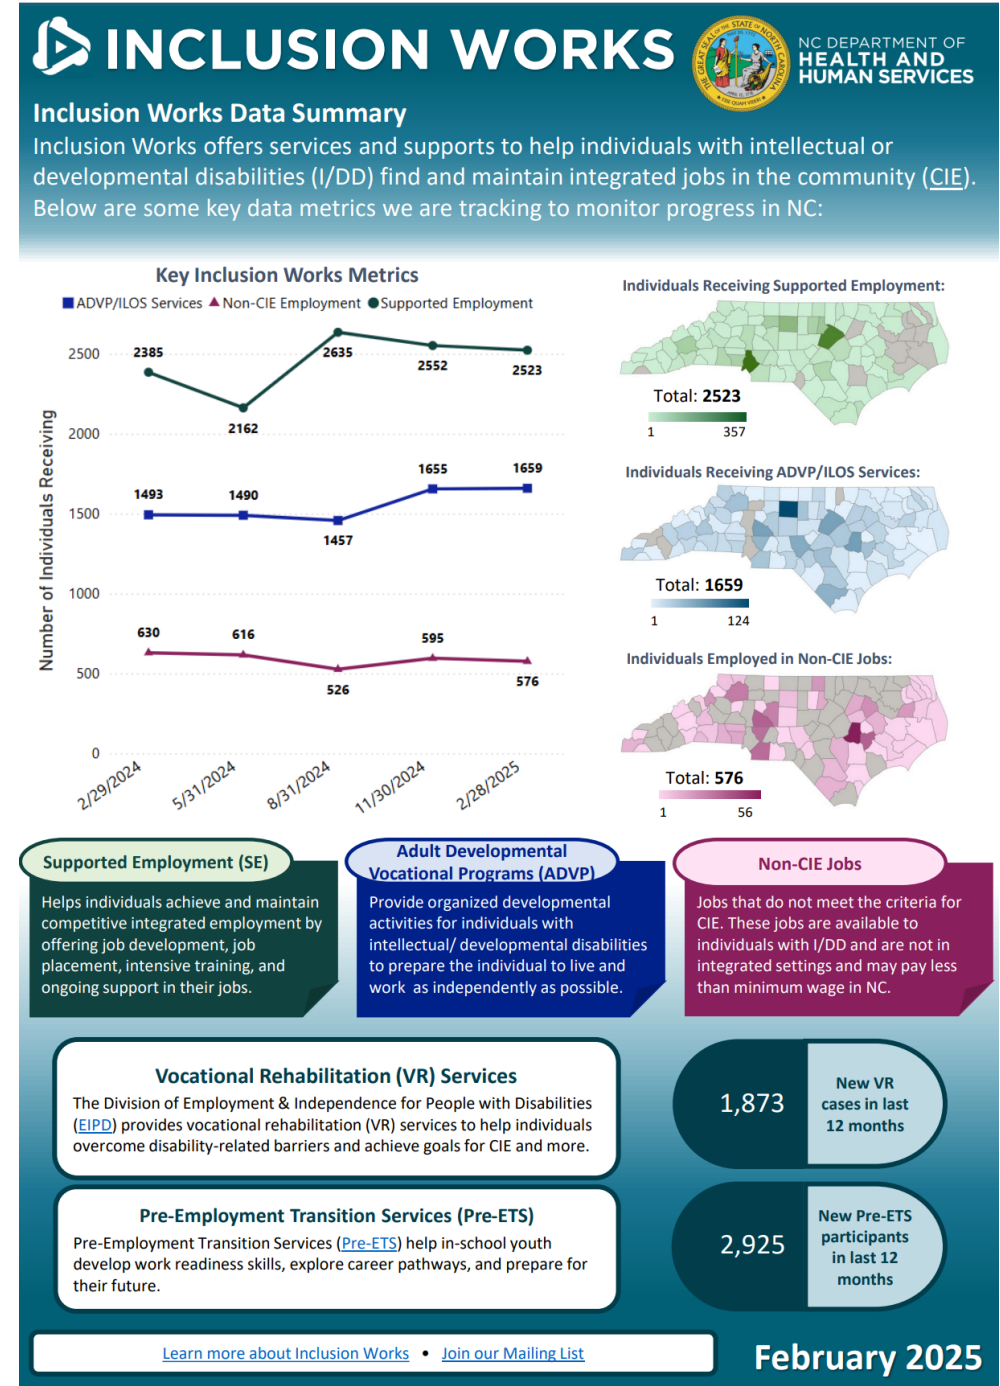 INCLUSION WORKS
THE GREAT SEAL OF THE STATE OF NORTH CAROLINA
ESSE QUAM VIDERI
NC DEPARTMENT OF
HEALTH AND
HUMAN SERVICES
Inclusion Works Data Summary
Inclusion Works offers services and supports to help individuals with intellectual or
developmental disabilities (I/DD) find and maintain integrated jobs in the community (CIE).
Below are some key data metrics we are tracking to monitor progress in NC:
Key Inclusion Works Metrics
ADVP/ILOS Services Non-CIE Employment Supported Employment
Number of Individuals Receiving
2500
2000
1500
1000
500
0
2385
2162
2635
2552
2523
1493
1490
1457
1655
1659
630
616
526
595
576
2/29/2024
5/31/2024
8/31/2024
11/30/2024
2/28/2025
Individuals Receiving Supported Employment:
Total: 2523
1 357
Individuals Receiving ADVP/ILOS Services:
Total: 1659
1 124
Individuals Employed in Non-CIE Jobs:
Total: 576
1 56
Supported Employment (SE)
Helps individuals achieve and maintain
competitive integrated employment by
offering job development, job
placement, intensive training, and
ongoing support in their jobs.
Adult Developmental
Vocational Programs (ADVP)
Provide organized developmental
activities for individuals with
intellectual/ developmental disabilities
to prepare the individual to live and
work as independently as possible.
Non-CIE Jobs
Jobs that do not meet the criteria for
CIE. These jobs are available to
individuals with I/DD and are not in
integrated settings and may pay less
than minimum wage in NC.
Vocational Rehabilitation (VR) Services
The Division of Employment & Independence for People with Disabilities
(EIPD) provides vocational rehabilitation (VR) services to help individuals
overcome disability-related barriers and achieve goals for CIE and more.
1,873
New VR
cases in last
12 months
Pre-Employment Transition Services (Pre-ETS)
Pre-Employment Transition Services (Pre-ETS) help in-school youth
develop work readiness skills, explore career pathways, and prepare for
their future.
2,925
New Pre-ETS
participants
in last 12
months
Learn more about Inclusion Works • Join our Mailing List
February 2025